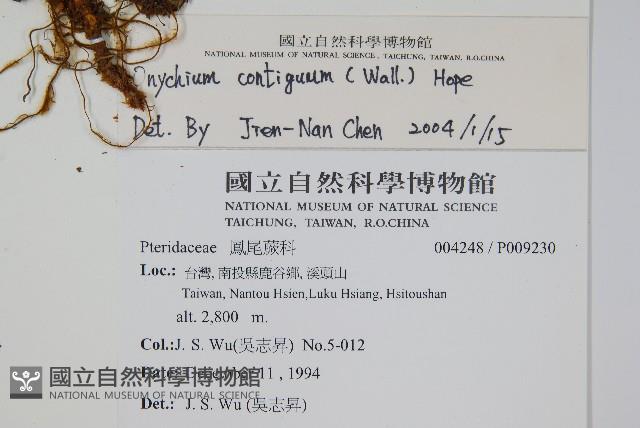 國立自然科學博物館
NATIONAL MUSEUM OF NATURAL SCIENCE, TAICHUNG, TAIWAN, R.O.CHINA
Onychium contiguum (Wall.) Hope
Det. By Jren-Nan Chen 2004/1/15
國立自然科學博物館
NATIONAL MUSEUM OF NATURAL SCIENCE
TAICHUNG, TAIWAN, R.O.CHINA
Pteridaceae 鳳尾蕨科 004248 / P009230
Loc.: 台灣, 南投縣鹿谷鄉, 溪頭山
Taiwan, Nantou Hsien,Luku Hsiang, Hsitoushan
alt. 2,800 m.
Col.:J. S. Wu(吳志昇) No.5-012
Date: December 11 , 1994
國立自然科學博物館
NATIONAL MUSEUM OF NATURAL SCIENCE
Det.: J. S. Wu (吳志昇)